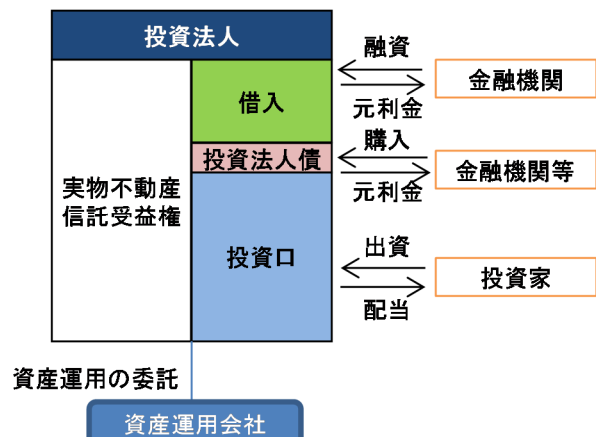 投資法人
融資
借入
金融機関
元利金
購入
投資法人債
金融機関等
元利金
実物不動産
信託受益権
出資
投資口
投資家
配当
資産運用の委託
資産運用会社